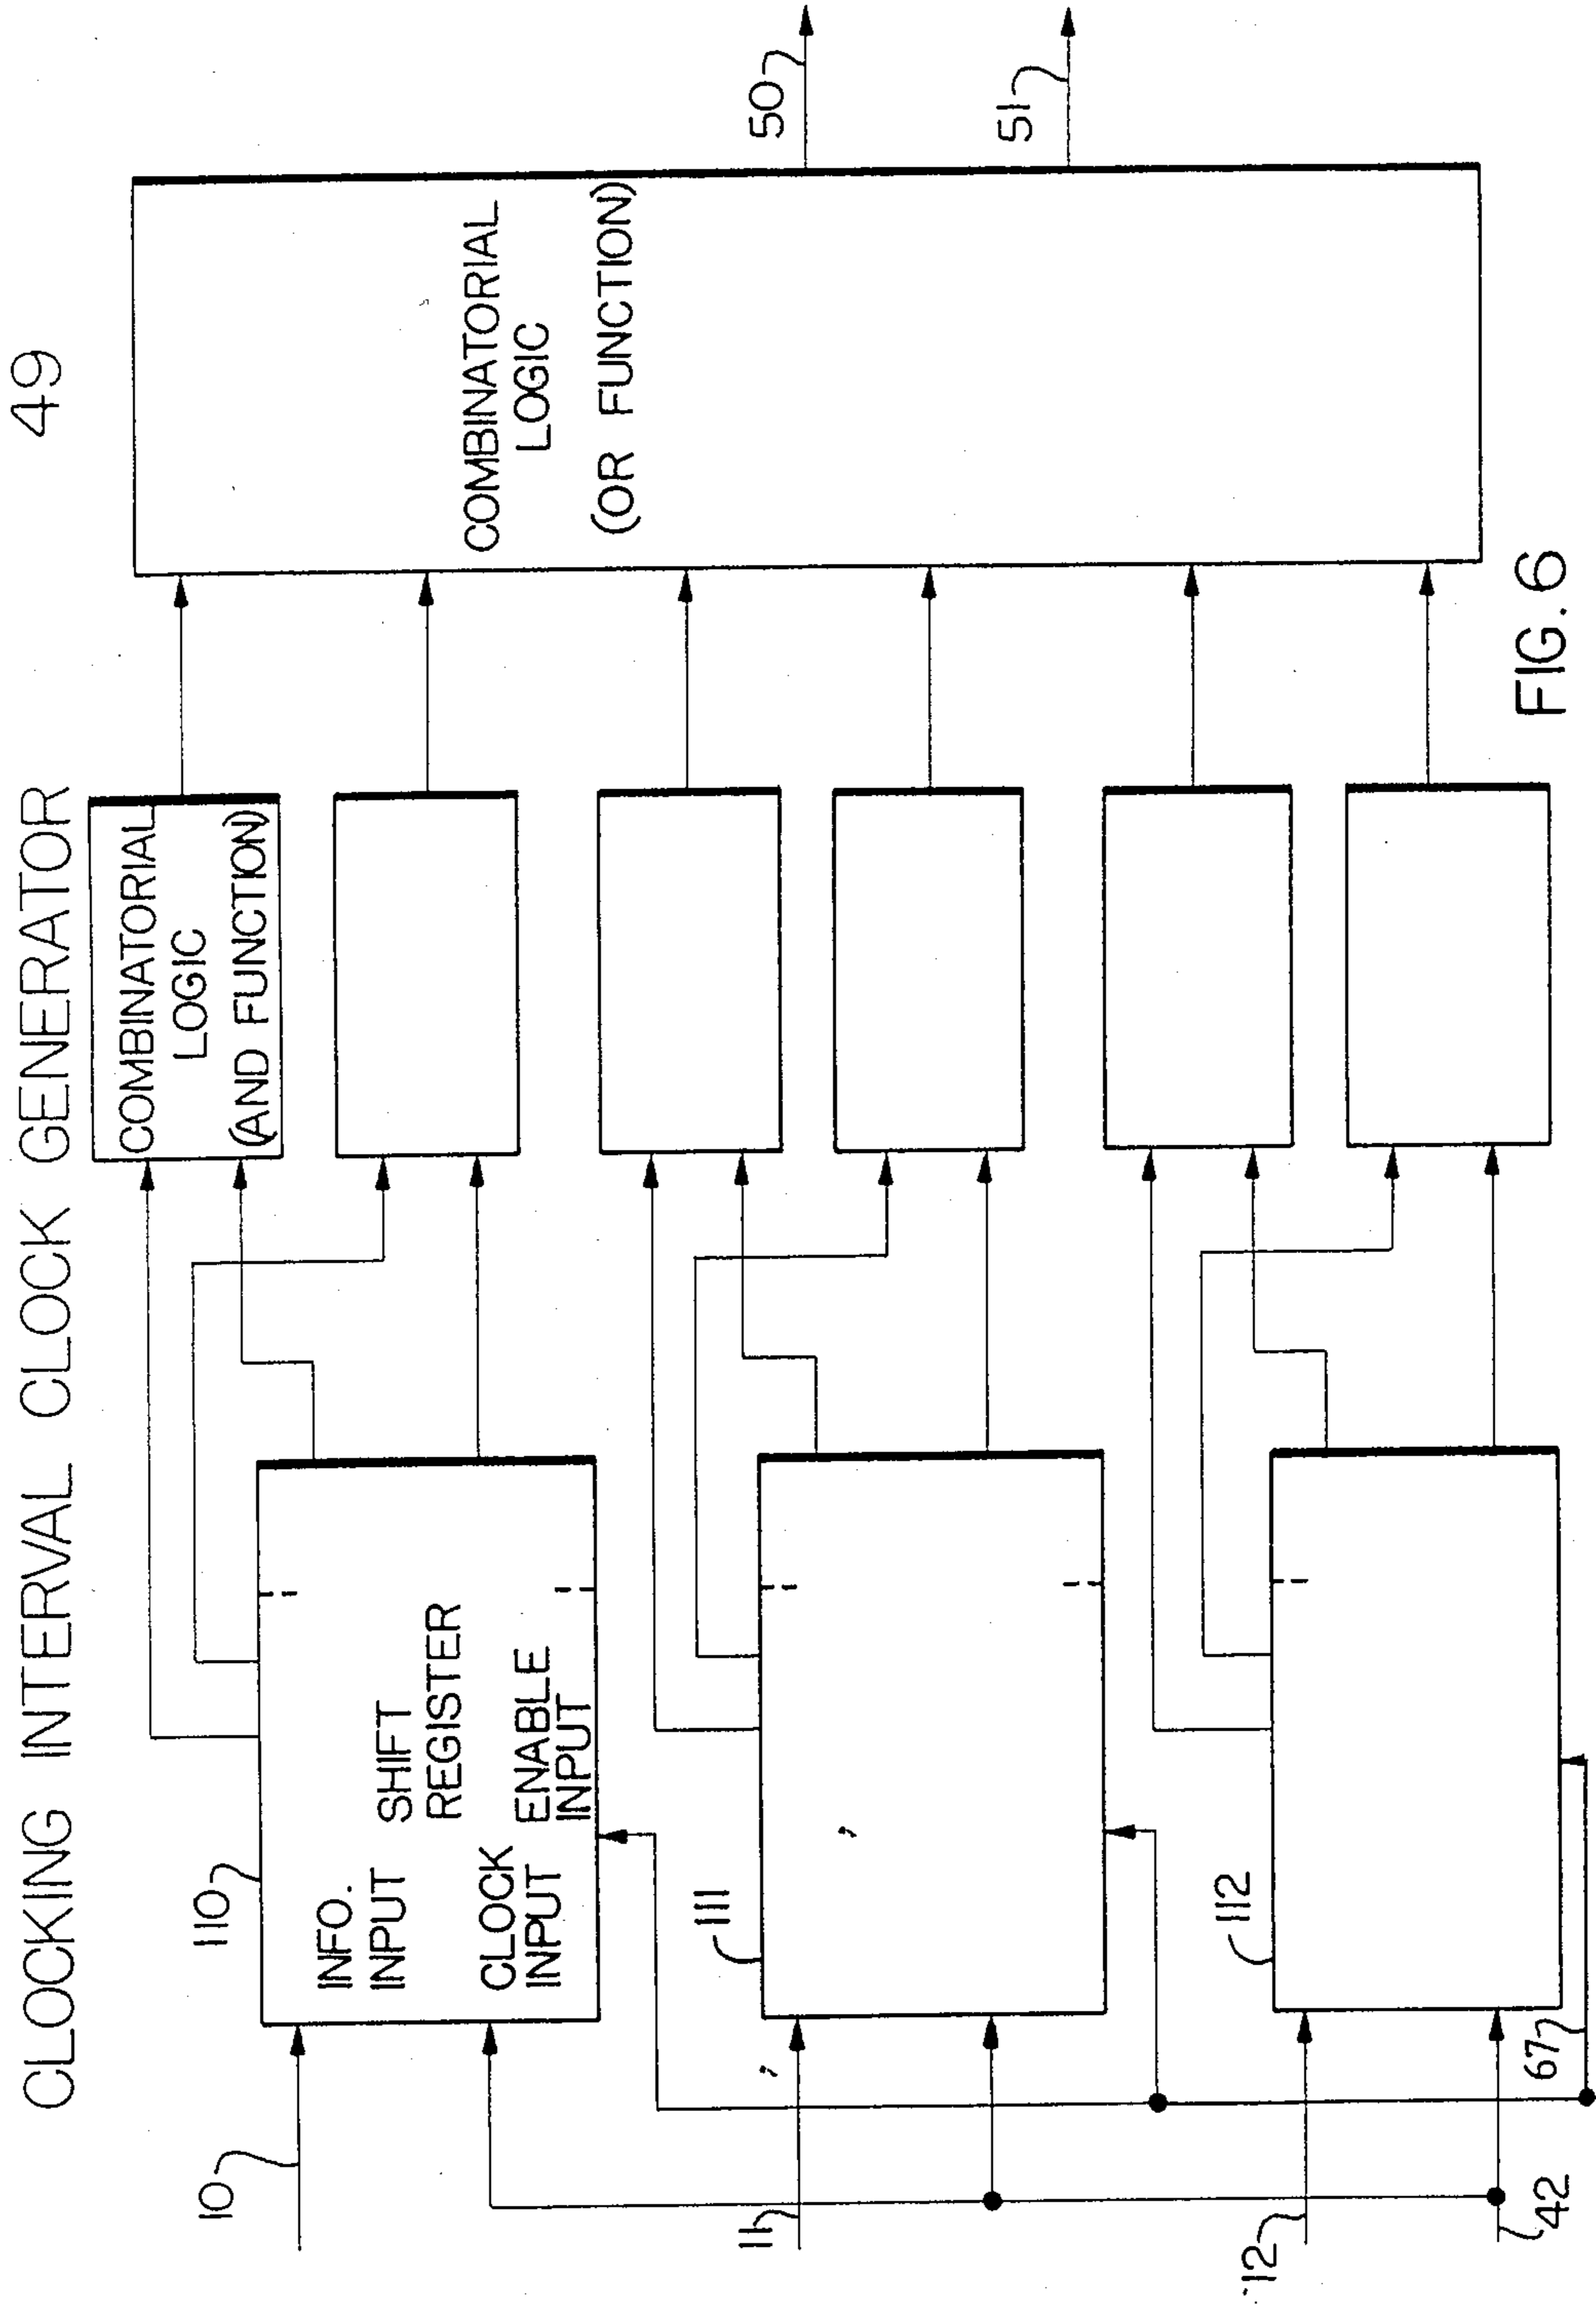 CLOCKING INTERVAL CLOCK GENERATOR
49
10
110
INFO.
INPUT
SHIFT
REGISTER
CLOCK
INPUT
ENABLE
INPUT
COMBINATORIAL
LOGIC
(AND FUNCTION)
COMBINATORIAL
LOGIC
(OR FUNCTION)
50
51
11
111
12
112
42
67
FIG. 6